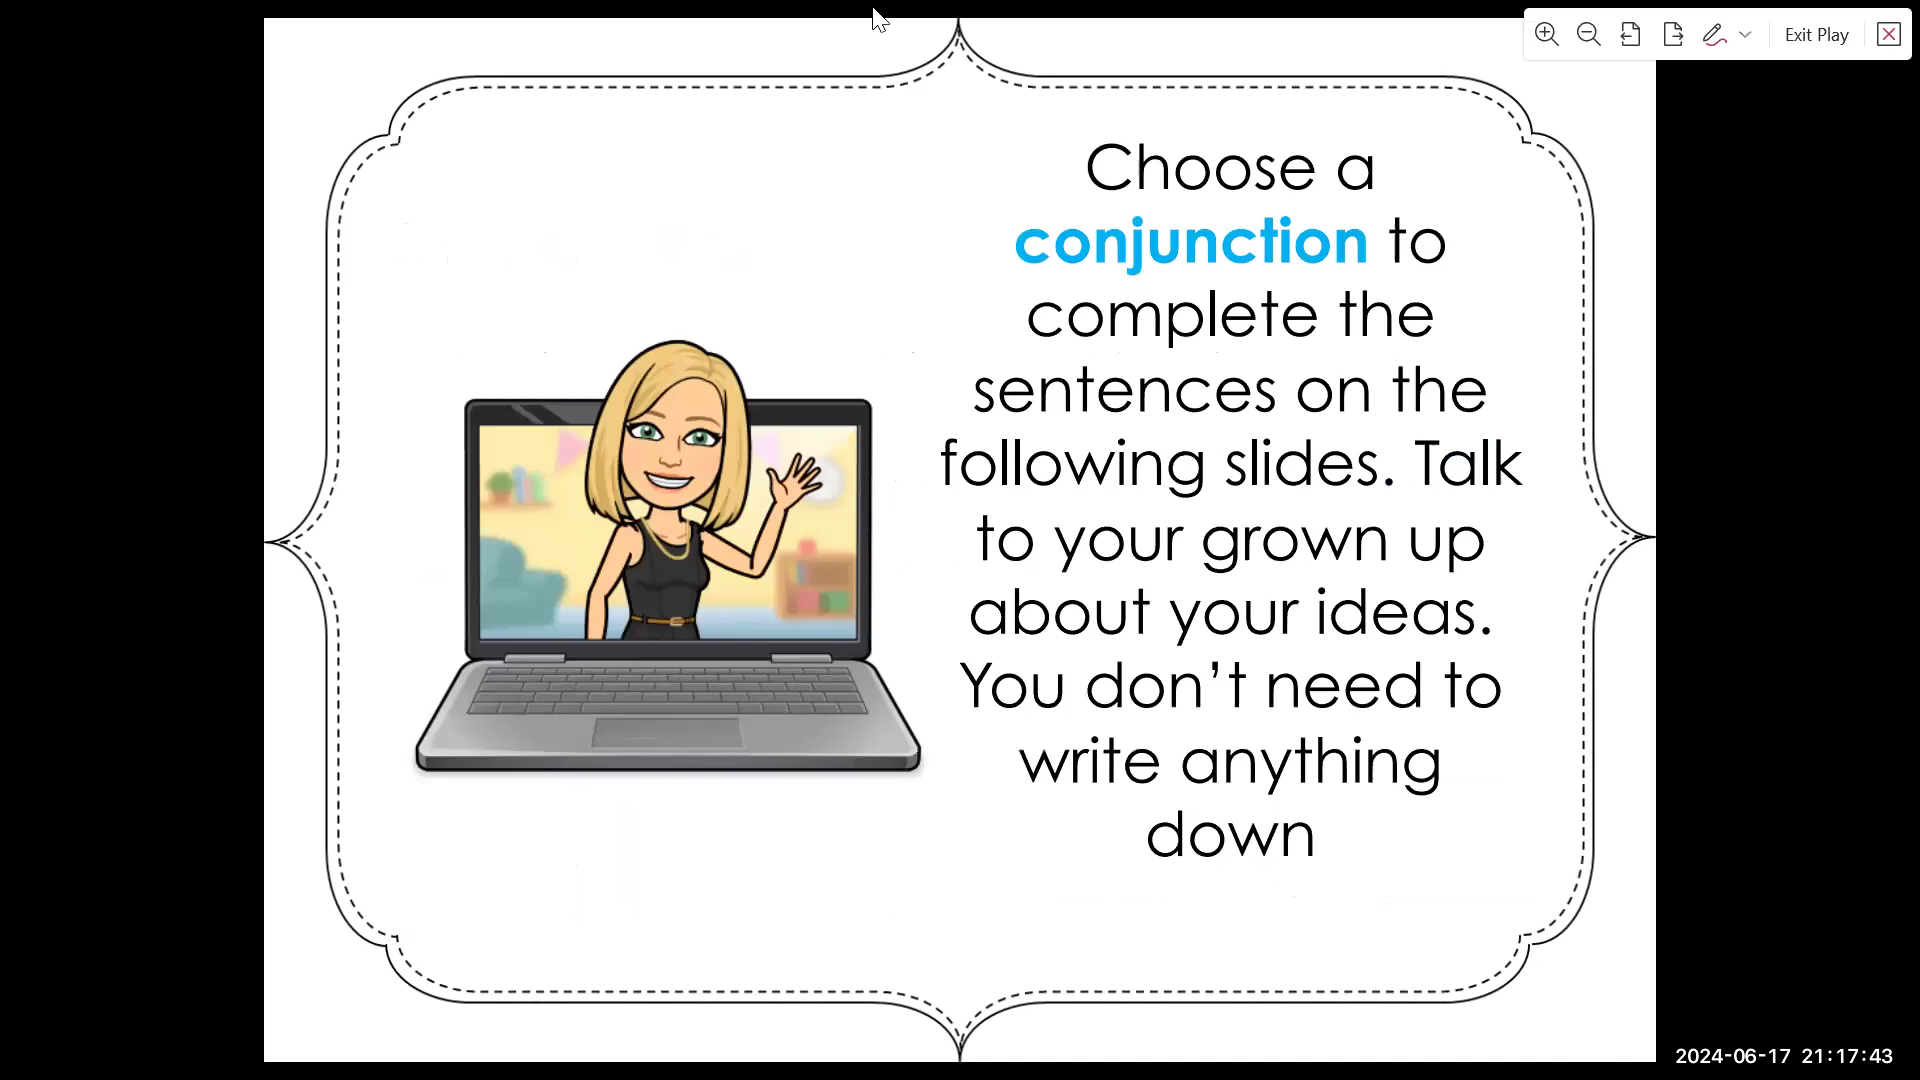 Exit Play
Choose a
conjunction to
complete the
sentences on the
following slides. Talk
to your grown up
about your ideas.
You don’t need to
write anything
down
2024-06-17 21:17:43